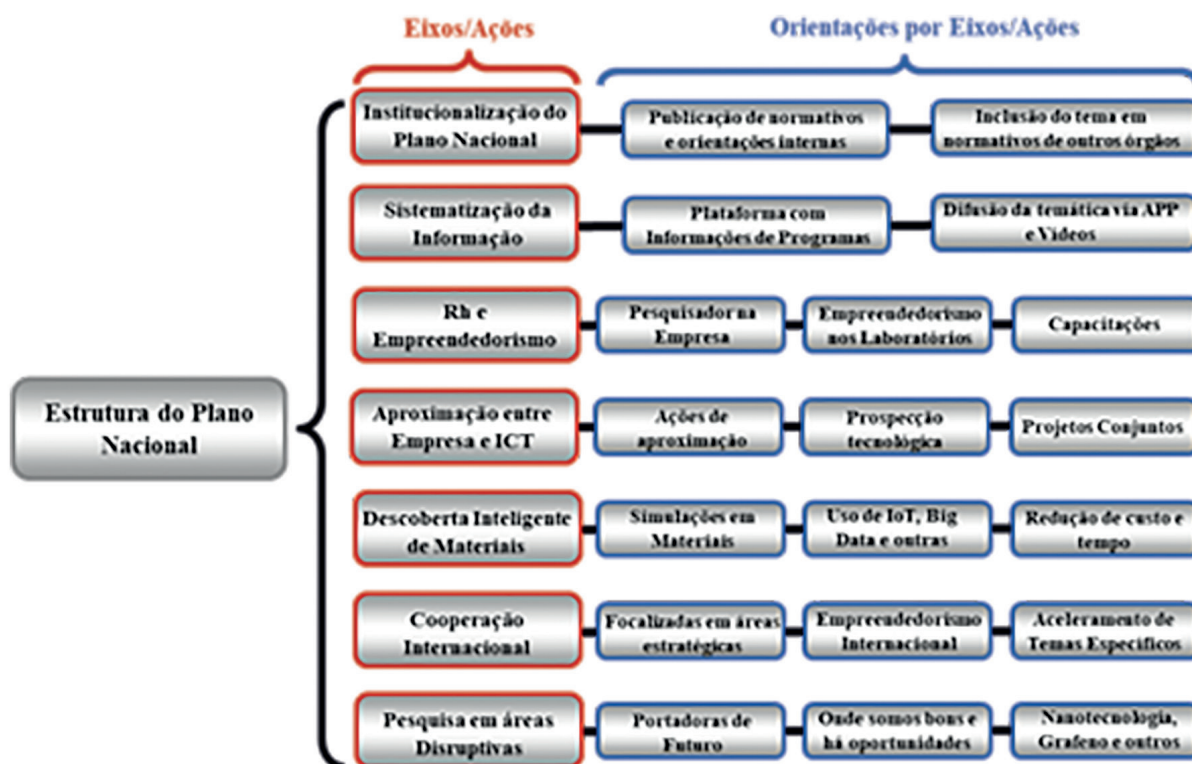 Eixos/Ações
Orientações por Eixos/Ações
Estrutura do Plano
Nacional
Institucionalização do
Plano Nacional
Publicação de normativos
e orientações internas
Inclusão do tema em
normativos de outros órgãos
Sistematização da
Informação
Plataforma com
Informações de Programas
Difusão da temática via APP
e Vídeos
Rh e
Empreendedorismo
Pesquisador na
Empresa
Empreendedorismo
nos Laboratórios
Capacitações
Aproximação entre
Empresa e ICT
Ações de
aproximação
Prospecção
tecnológica
Projetos Conjuntos
Descoberta Inteligente
de Materiais
Simulações em
Materiais
Uso de IoT, Big
Data e outras
Redução de custo e
tempo
Cooperação
Internacional
Focalizadas em áreas
estratégicas
Empreendedorismo
Internacional
Aceleramento de
Temas Específicos
Pesquisa em áreas
Disruptivas
Portadoras de
Futuro
Onde somos bons e
há oportunidades
Nanotecnologia,
Grafeno e outros